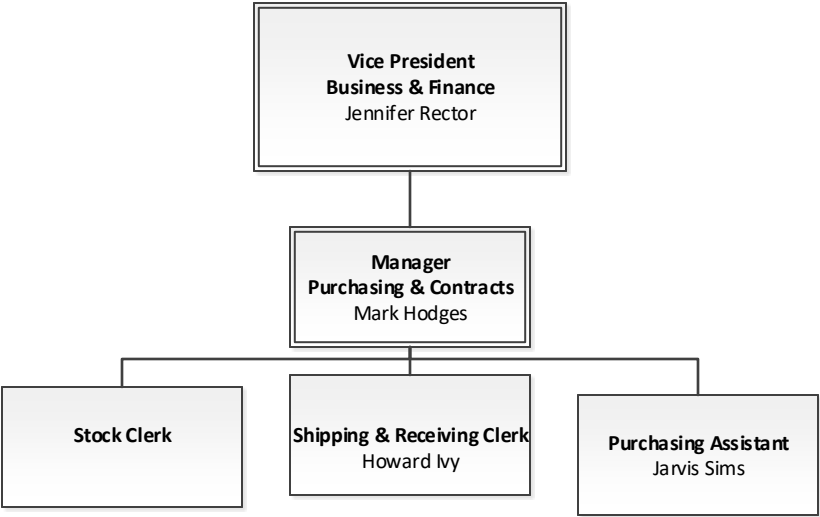 Vice President
Business & Finance
Jennifer Rector
Manager
Purchasing & Contracts
Mark Hodges
Stock Clerk
Shipping & Receiving Clerk
Howard Ivy
Purchasing Assistant
Jarvis Sims